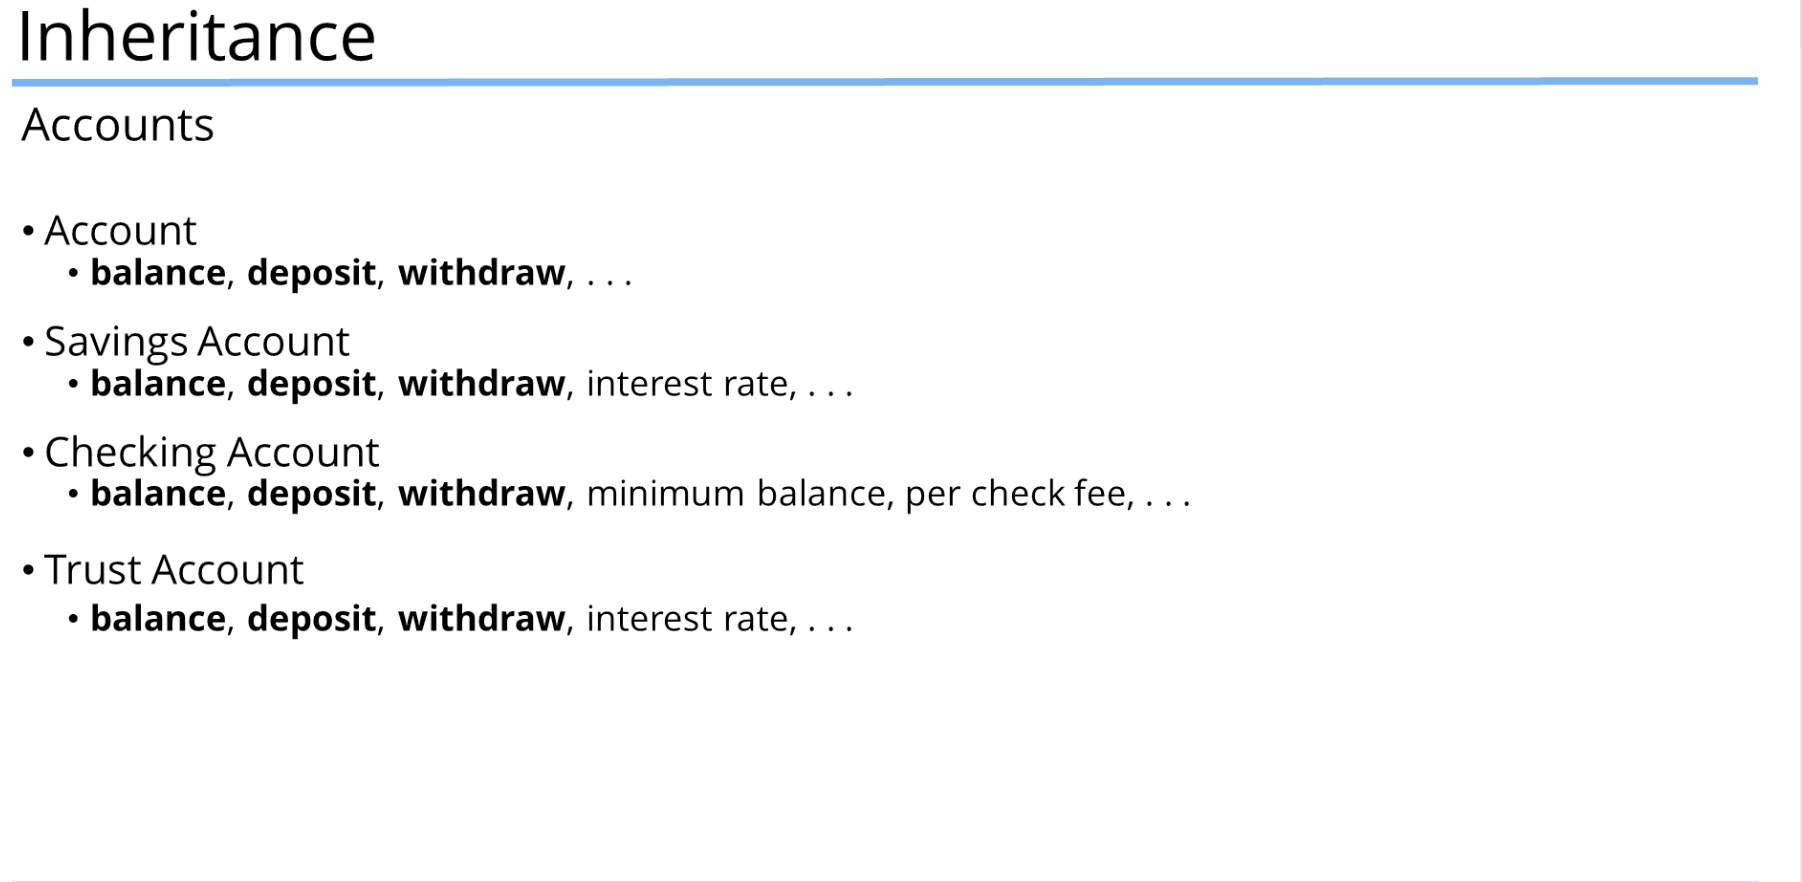 Inheritance
Accounts
• Account
• balance, deposit, withdraw, . . .
• Savings Account
• balance, deposit, withdraw, interest rate, . . .
• Checking Account
• balance, deposit, withdraw, minimum balance, per check fee, . . .
• Trust Account
• balance, deposit, withdraw, interest rate, . . .